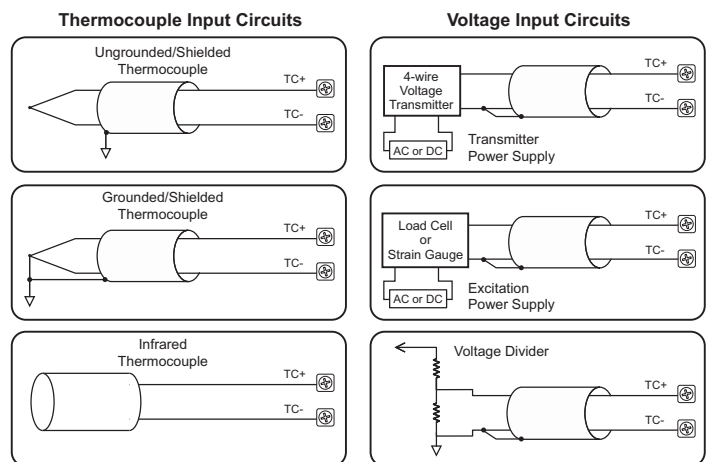 Thermocouple Input Circuits
Ungrounded/Shielded
Thermocouple
TC+
TC-
Grounded/Shielded
Thermocouple
TC+
TC-
Infrared
Thermocouple
TC+
TC-
Voltage Input Circuits
4-wire
Voltage
Transmitter
AC or DC
Transmitter
Power Supply
TC+
TC-
Load Cell
or
Strain Gauge
AC or DC
Excitation
Power Supply
TC+
TC-
Voltage Divider
TC+
TC-